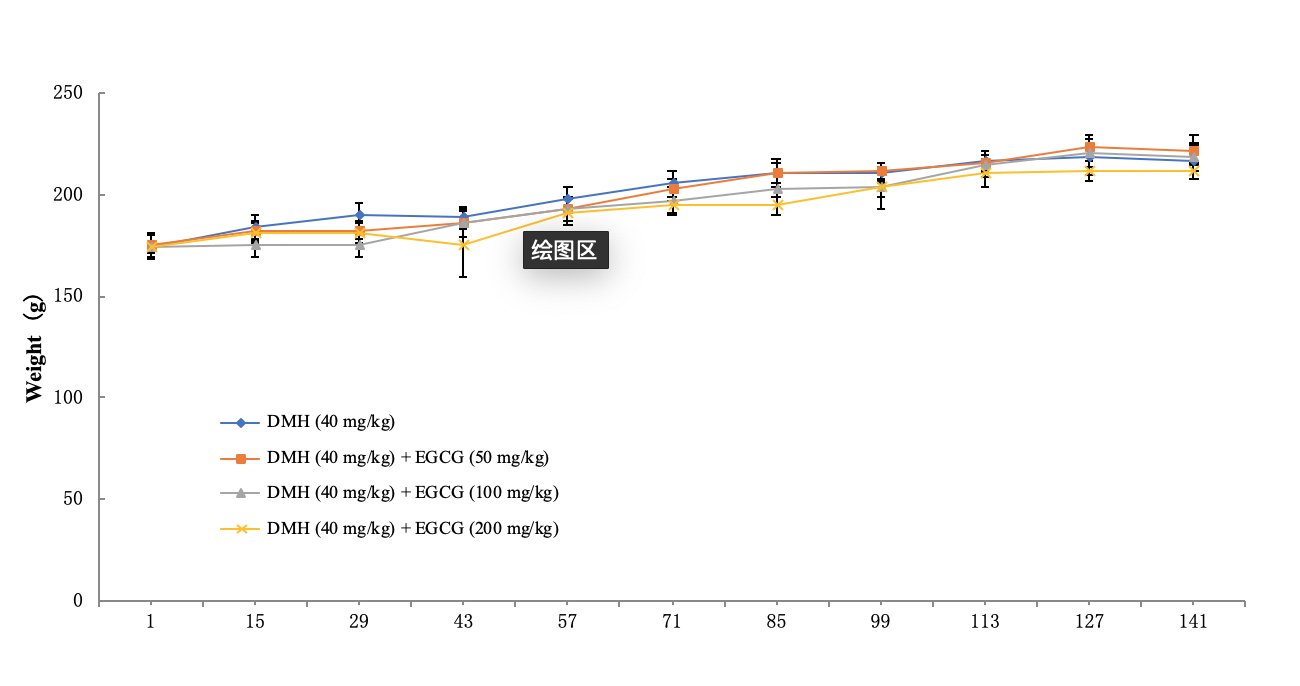 250
200
150
100
50
0
Weight（g）
绘图区
DMH (40 mg/kg)
DMH (40 mg/kg) + EGCG (50 mg/kg)
DMH (40 mg/kg) + EGCG (100 mg/kg)
DMH (40 mg/kg) + EGCG (200 mg/kg)
1 15 29 43 57 71 85 99 113 127 141